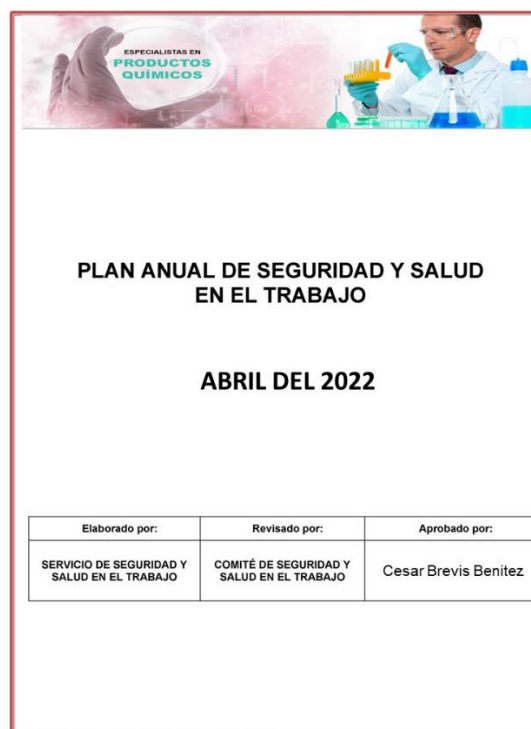 ESPECIALISTAS EN
PRODUCTOS
QUÍMICOS
PLAN ANUAL DE SEGURIDAD Y SALUD
EN EL TRABAJO
ABRIL DEL 2022
Elaborado por: Revisado por: Aprobado por:
SERVICIO DE SEGURIDAD Y COMITÉ DE SEGURIDAD Y Cesar Brevis Benitez
SALUD EN EL TRABAJO SALUD EN EL TRABAJO